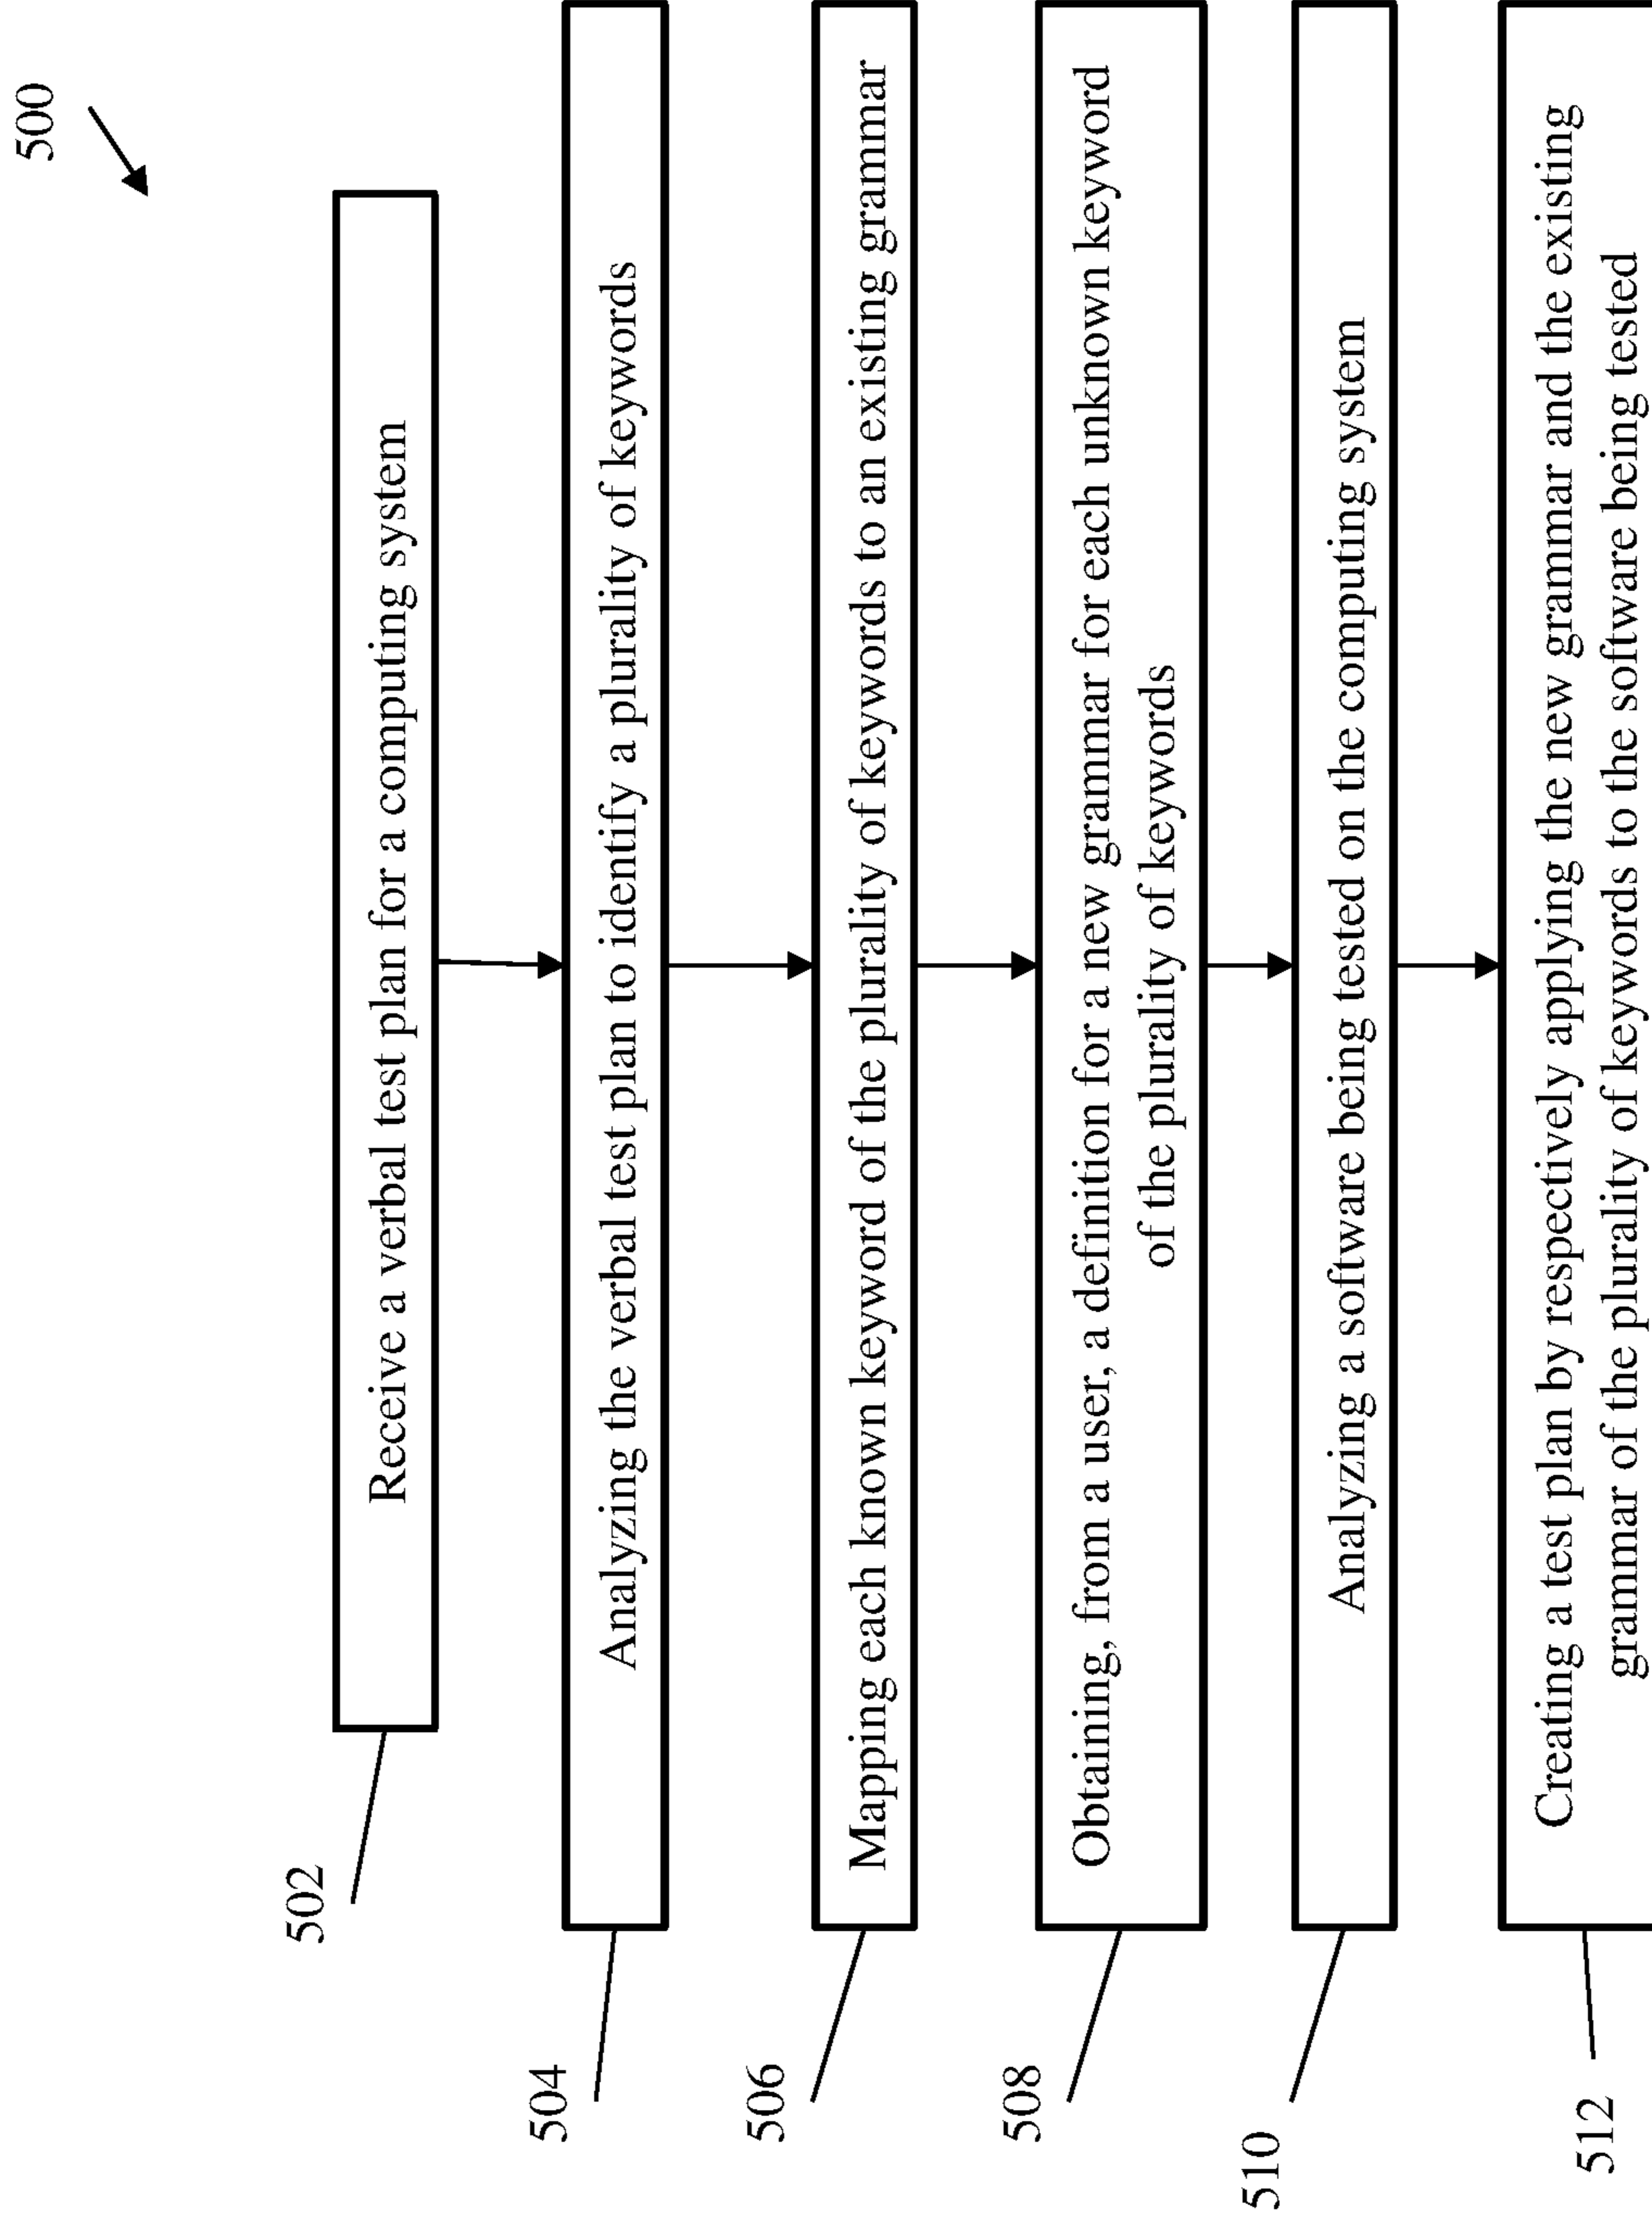 500
502
Receive a verbal test plan for a computing system
504
Analyzing the verbal test plan to identify a plurality of keywords
506
Mapping each known keyword of the plurality of keywords to an existing grammar
508
Obtaining, from a user, a definition for a new grammar for each unknown keyword
of the plurality of keywords
510
Analyzing a software being tested on the computing system
512
Creating a test plan by respectively applying the new grammar and the existing
grammar of the plurality of keywords to the software being tested